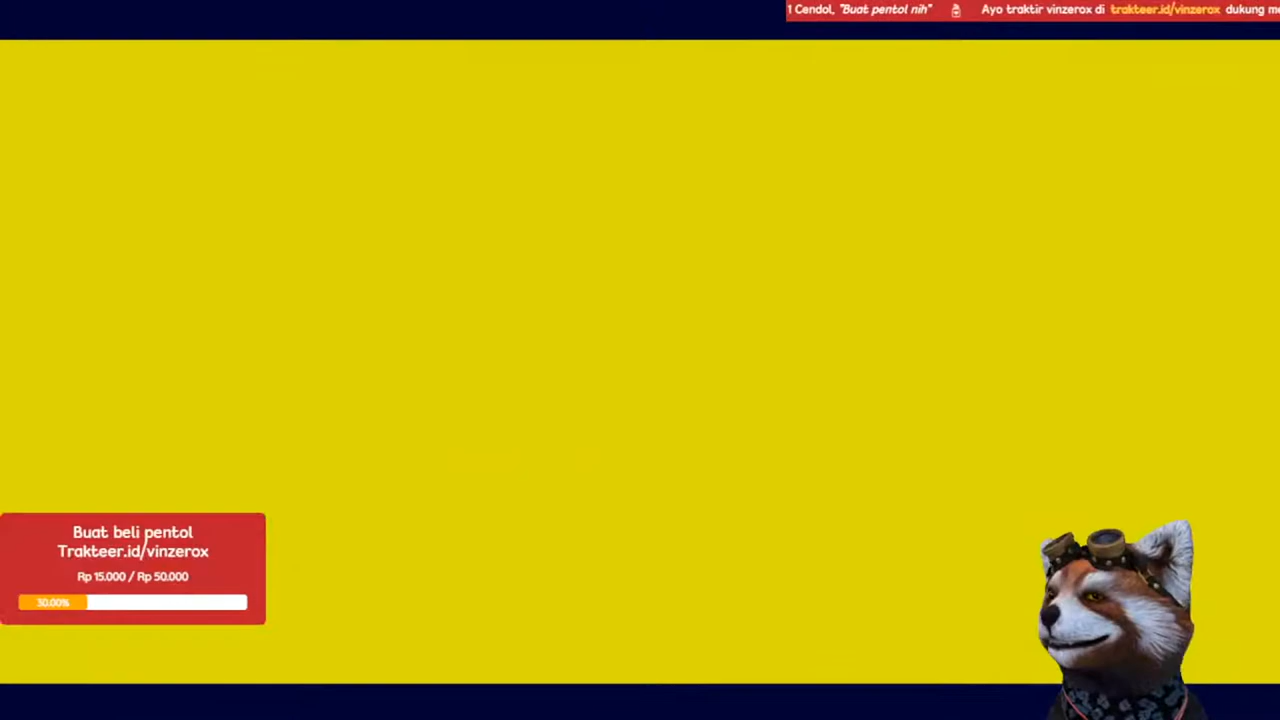 1 Cendol, "Buat pentol nih" Ayo traktir vinzerox di trakteer.id/vinzerox dukung me
Buat beli pentol
Trakteer.id/vinzerox
Rp 15.000 / Rp 50.000
30.00%